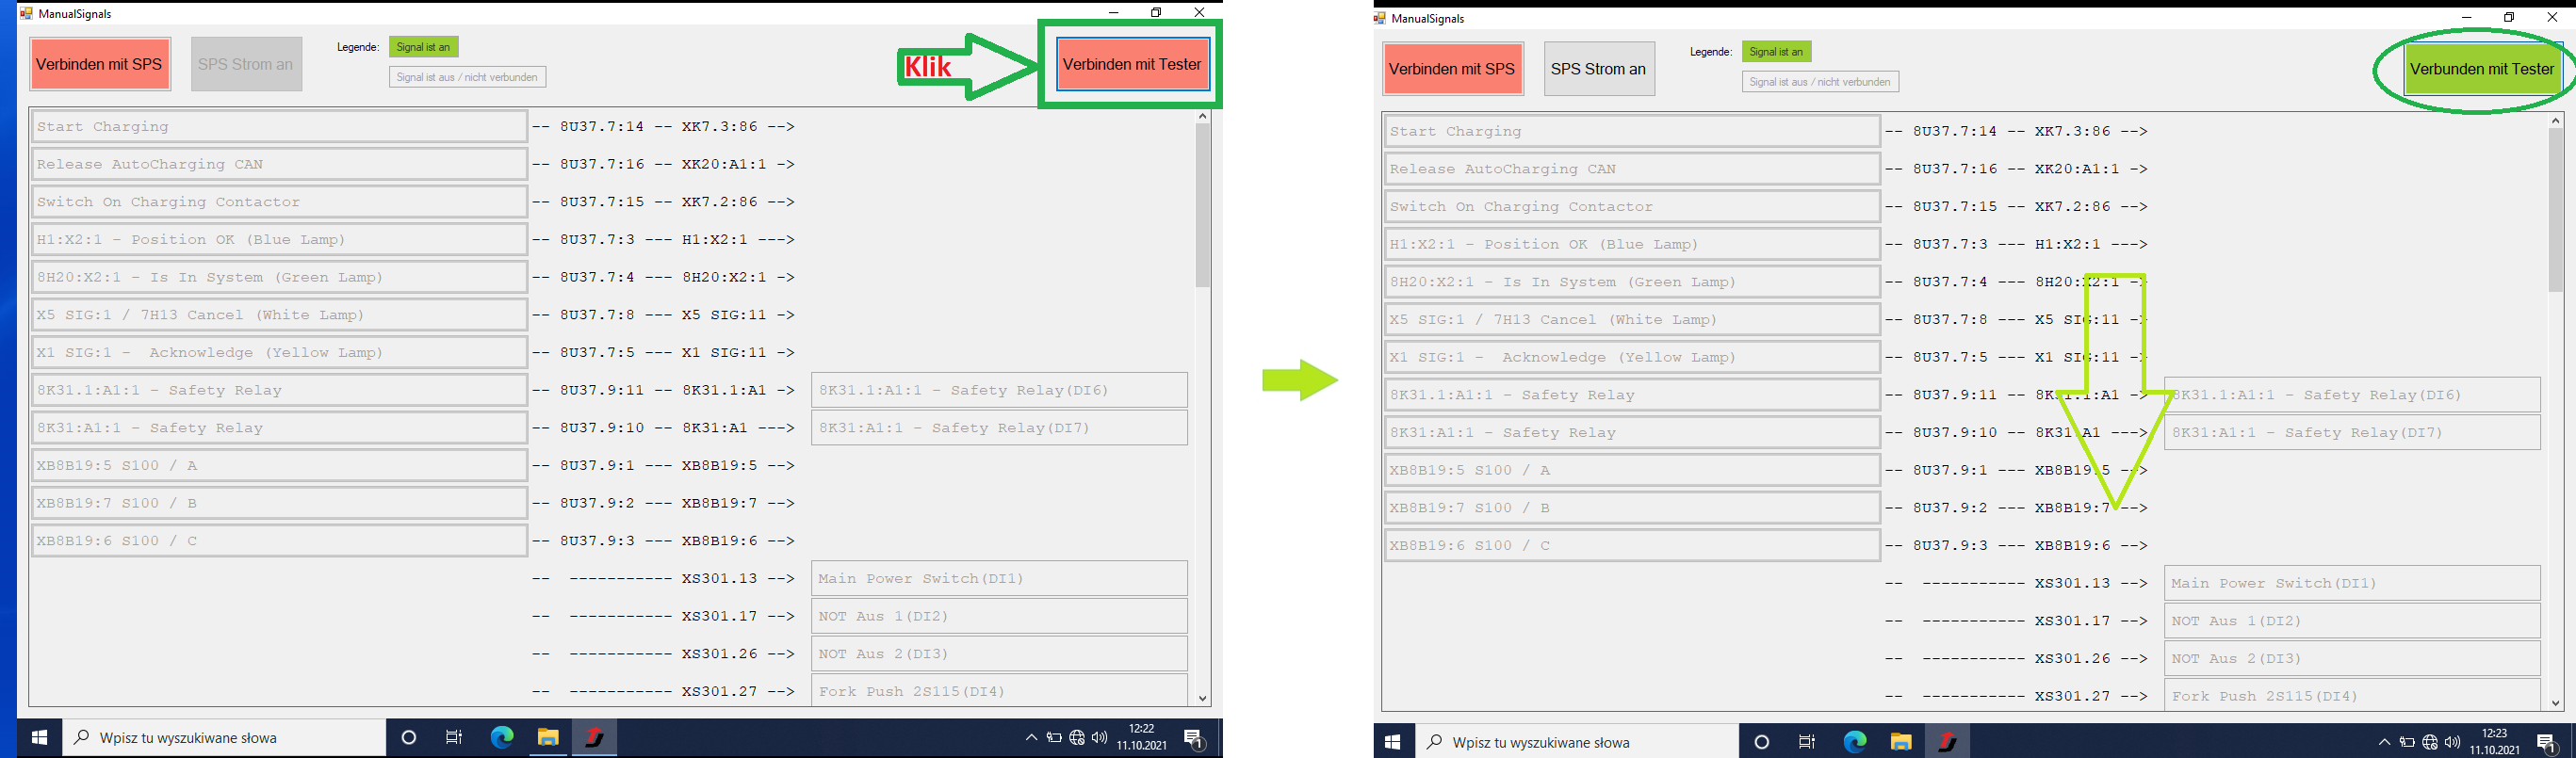 ManualSignals
Verbinden mit SPS
SPS Strom an
Legende:
Signal ist an
Signal ist aus / nicht verbunden
Klik
Verbinden mit Tester
Start Charging -- 8U37.7:14 -- XK7.3:86 -->
Release AutoCharging CAN -- 8U37.7:16 -- XK20:A1:1 ->
Switch On Charging Contactor -- 8U37.7:15 -- XK7.2:86 -->
H1:X2:1 - Position OK (Blue Lamp) -- 8U37.7:3 --- H1:X2:1 --->
8H20:X2:1 - Is In System (Green Lamp) -- 8U37.7:4 --- 8H20:X2:1 ->
X5 SIG:1 / 7H13 Cancel (White Lamp) -- 8U37.7:8 --- X5 SIG:11 ->
X1 SIG:1 -  Acknowledge (Yellow Lamp) -- 8U37.7:5 --- X1 SIG:11 ->
8K31.1:A1:1 - Safety Relay -- 8U37.9:11 -- 8K31.1:A1 -> 8K31.1:A1:1 - Safety Relay(DI6)
8K31:A1:1 - Safety Relay -- 8U37.9:10 -- 8K31:A1 ---> 8K31:A1:1 - Safety Relay(DI7)
XB8B19:5 S100 / A -- 8U37.9:1 --- XB8B19:5 -->
XB8B19:7 S100 / B -- 8U37.9:2 --- XB8B19:7 -->
XB8B19:6 S100 / C -- 8U37.9:3 --- XB8B19:6 -->
--  ----------- XS301.13 --> Main Power Switch(DI1)
--  ----------- XS301.17 --> NOT Aus 1(DI2)
--  ----------- XS301.26 --> NOT Aus 2(DI3)
--  ----------- XS301.27 --> Fork Push 2S115(DI4)
Wpisz tu wyszukiwane słowa
12:22
11.10.2021
1
ManualSignals
Verbinden mit SPS
SPS Strom an
Legende:
Signal ist an
Signal ist aus / nicht verbunden
Verbunden mit Tester
Start Charging -- 8U37.7:14 -- XK7.3:86 -->
Release AutoCharging CAN -- 8U37.7:16 -- XK20:A1:1 ->
Switch On Charging Contactor -- 8U37.7:15 -- XK7.2:86 -->
H1:X2:1 - Position OK (Blue Lamp) -- 8U37.7:3 --- H1:X2:1 --->
8H20:X2:1 - Is In System (Green Lamp) -- 8U37.7:4 --- 8H20:X2:1 ->
X5 SIG:1 / 7H13 Cancel (White Lamp) -- 8U37.7:8 --- X5 SIG:11 ->
X1 SIG:1 -  Acknowledge (Yellow Lamp) -- 8U37.7:5 --- X1 SIG:11 ->
8K31.1:A1:1 - Safety Relay -- 8U37.9:11 -- 8K31.1:A1 -> 8K31.1:A1:1 - Safety Relay(DI6)
8K31:A1:1 - Safety Relay -- 8U37.9:10 -- 8K31:A1 ---> 8K31:A1:1 - Safety Relay(DI7)
XB8B19:5 S100 / A -- 8U37.9:1 --- XB8B19:5 -->
XB8B19:7 S100 / B -- 8U37.9:2 --- XB8B19:7 -->
XB8B19:6 S100 / C -- 8U37.9:3 --- XB8B19:6 -->
--  ----------- XS301.13 --> Main Power Switch(DI1)
--  ----------- XS301.17 --> NOT Aus 1(DI2)
--  ----------- XS301.26 --> NOT Aus 2(DI3)
--  ----------- XS301.27 --> Fork Push 2S115(DI4)
Wpisz tu wyszukiwane słowa
12:23
11.10.2021
1